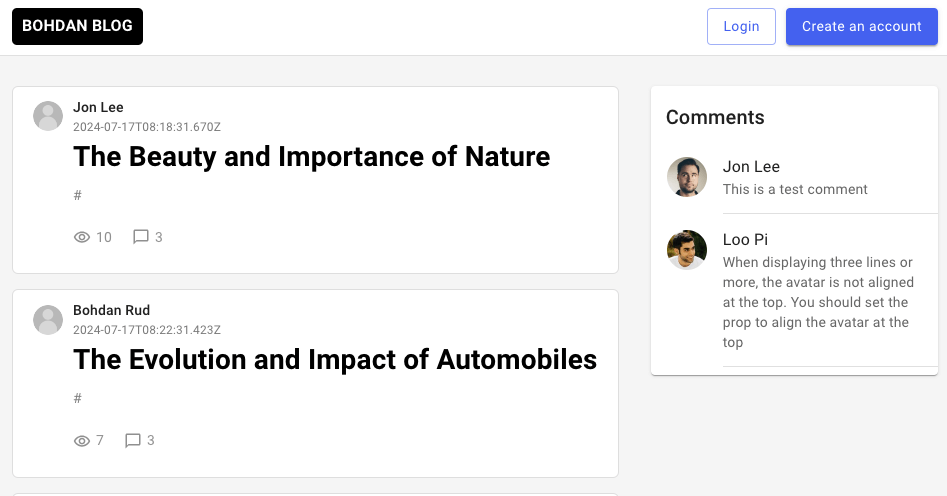 BOHDAN BLOG
Login
Create an account
Jon Lee
2024-07-17T08:18:31.670Z
The Beauty and Importance of Nature
#
10
3
Bohdan Rud
2024-07-17T08:22:31.423Z
The Evolution and Impact of Automobiles
#
7
3
Comments
Jon Lee
This is a test comment
Loo Pi
When displaying three lines or
more, the avatar is not aligned
at the top. You should set the
prop to align the avatar at the
top